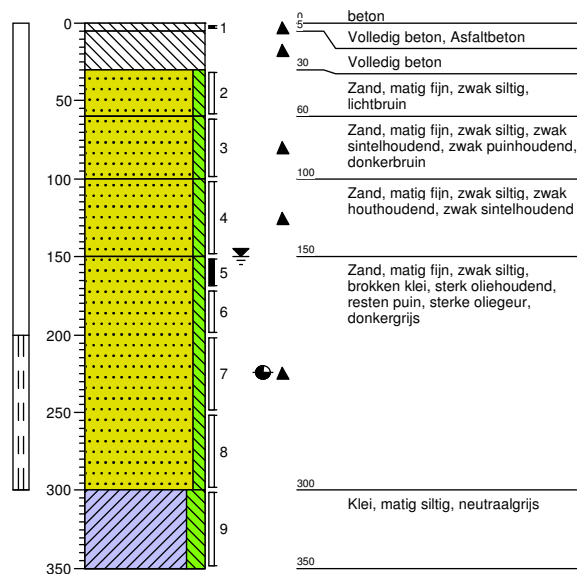 0
50
100
150
200
250
300
350
1
2
3
4
5
6
7
8
9
0
beton
5
Volledig beton, Asfaltbeton
Volledig beton
30
Zand, matig fijn, zwak siltig,
lichtbruin
60
Zand, matig fijn, zwak siltig, zwak
sintelhoudend, zwak puinhoudend,
donkerbruin
100
Zand, matig fijn, zwak siltig, zwak
houthoudend, zwak sintelhoudend
150
Zand, matig fijn, zwak siltig,
brokken klei, sterk oliehoudend,
resten puin, sterke oliegeur,
donkergrijs
300
Klei, matig siltig, neutraalgrijs
350